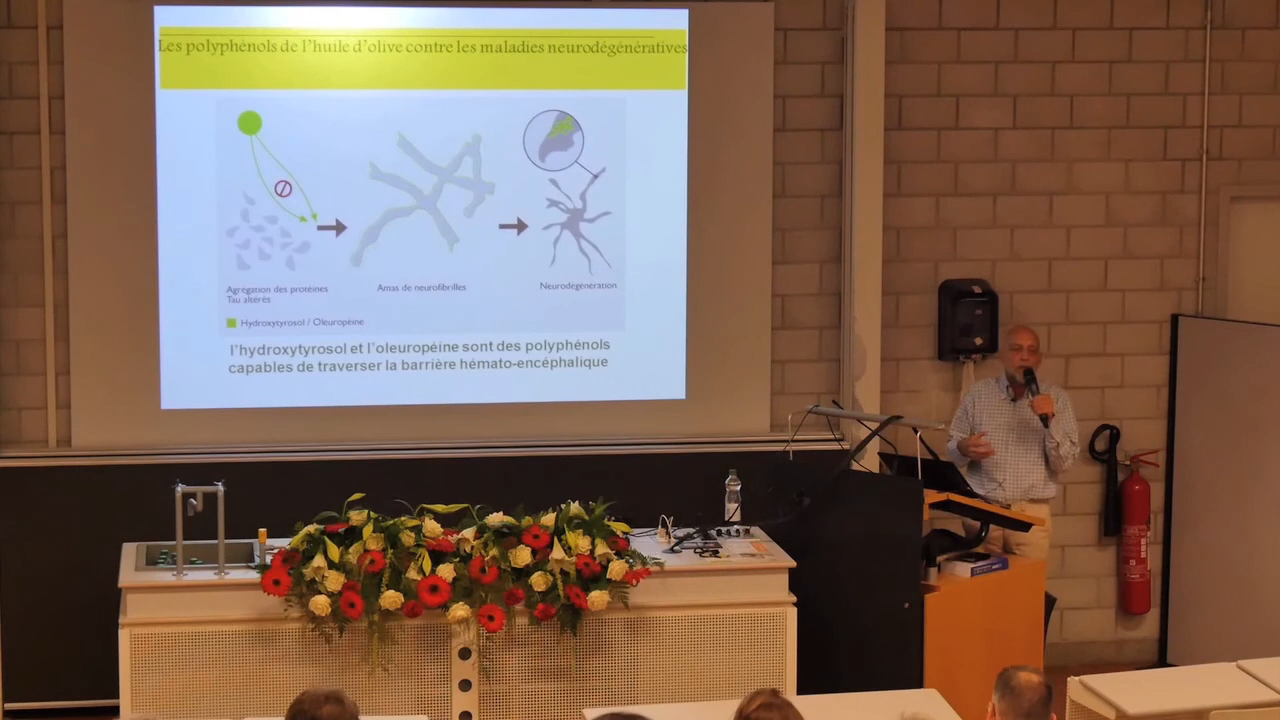 Les polyphénols de l'huile d'olive contre les maladies neurodégénératives
Agrégation des protéines
Tau altérés
Amas de neurofibrilles
Neurodégénération
Hydroxytyrosol / Oleuropéine
l'hydroxytyrosol et l'oleuropéine sont des polyphénols
capables de traverser la barrière hémato-encéphalique